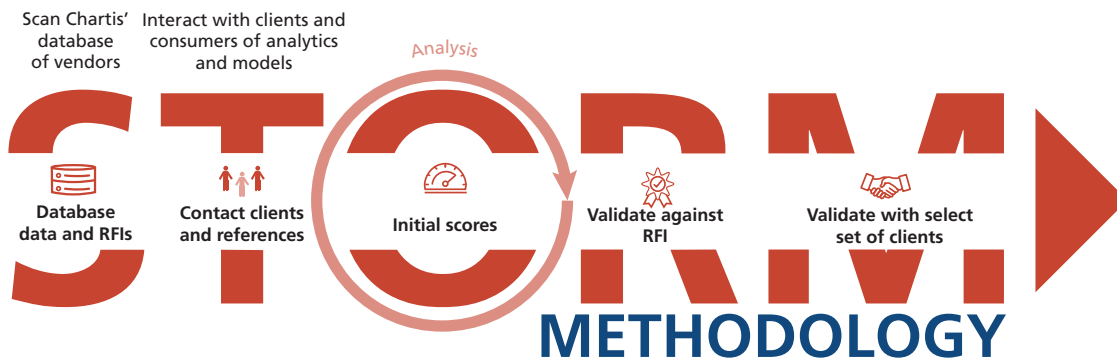 Scan Chartis’
database
of vendors
Interact with clients and
consumers of analytics
and models
Analysis
STORM
Database
data and RFIs
Contact clients
and references
Initial scores
Validate against
RFI
Validate with select
set of clients
METHODOLOGY